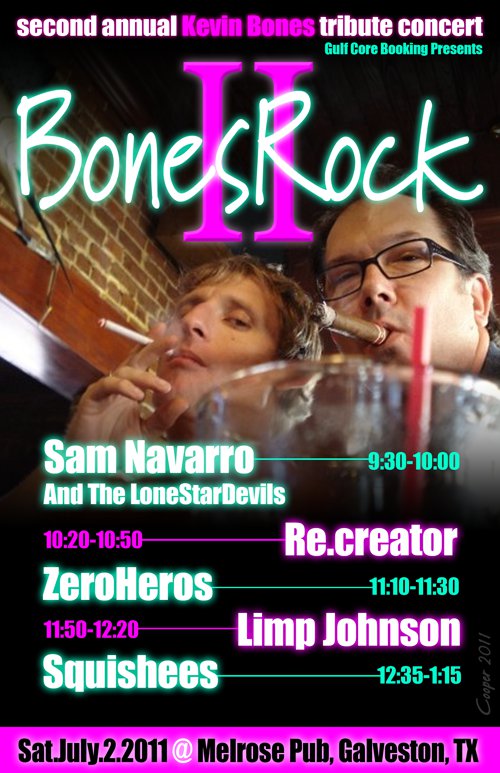 second annual Kevin Bones tribute concert
Gulf Core Booking Presents
II
BonesRock
Sam Navarro 9:30-10:00
And The LoneStarDevils
10:20-10:50 Re.creator
ZeroHeros 11:10-11:30
11:50-12:20 Limp Johnson
Squishees 12:35-1:15
Cooper 2011
Sat.July.2.2011 @ Melrose Pub, Galveston, TX